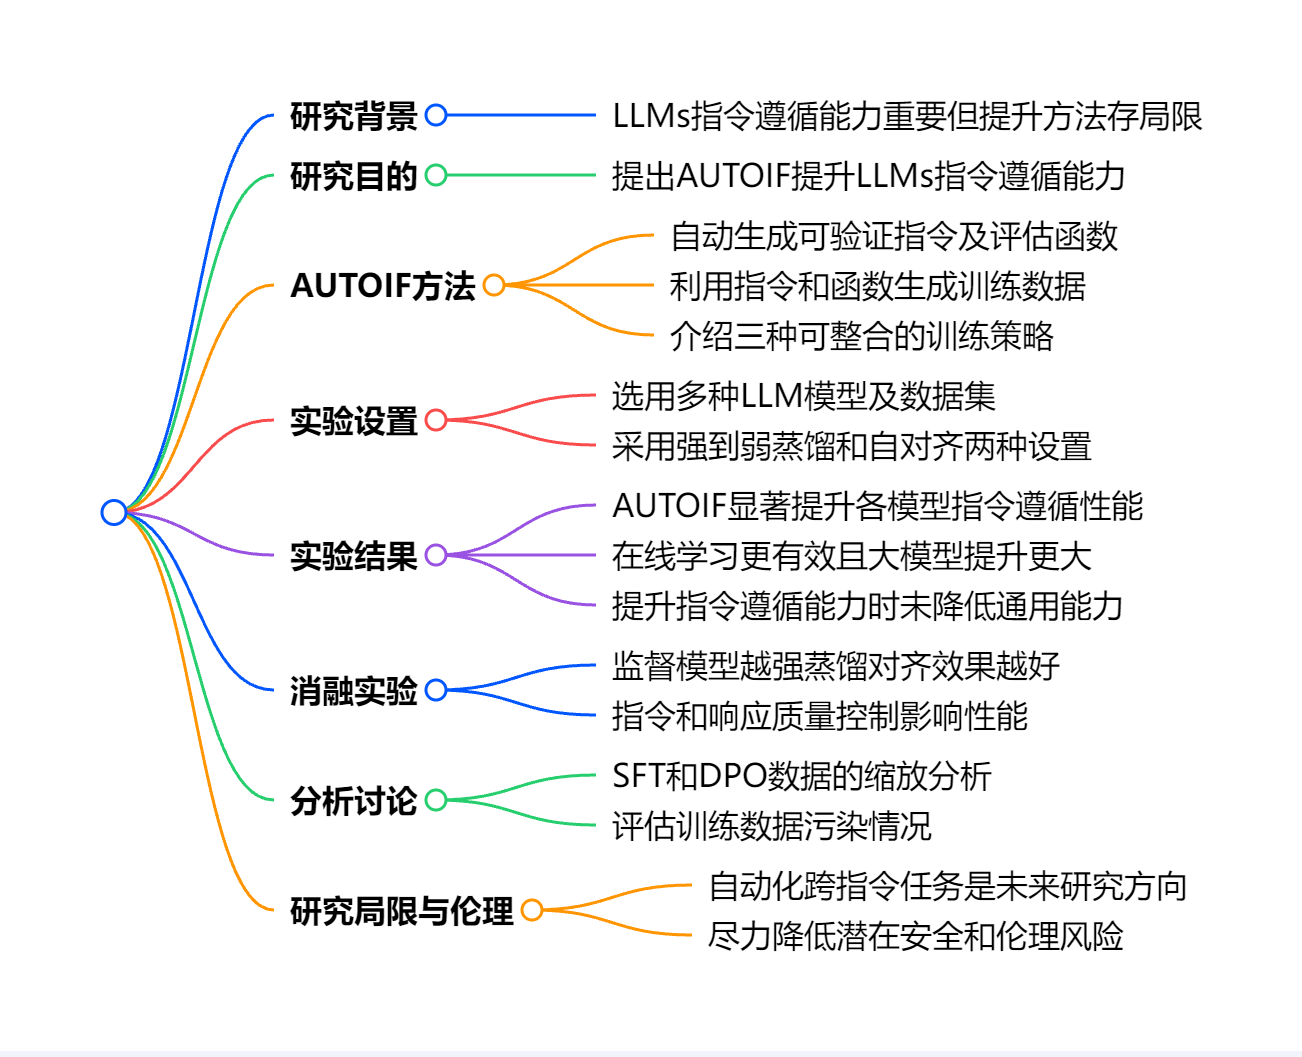 研究背景
LLMs指令遵循能力重要但提升方法存局限
研究目的
提出AUTOIF提升LLMs指令遵循能力
AUTOIF方法
自动生成可验证指令及评估函数
利用指令和函数生成训练数据
介绍三种可整合的训练策略
实验设置
选用多种LLM模型及数据集
采用强到弱蒸馏和自对齐两种设置
实验结果
AUTOIF显著提升各模型指令遵循性能
在线学习更有效且大模型提升更大
提升指令遵循能力时未降低通用能力
消融实验
监督模型越强蒸馏对齐效果越好
指令和响应质量控制影响性能
分析讨论
SFT和DPO数据的缩放分析
评估训练数据污染情况
研究局限与伦理
自动化跨指令任务是未来研究方向
尽力降低潜在安全和伦理风险